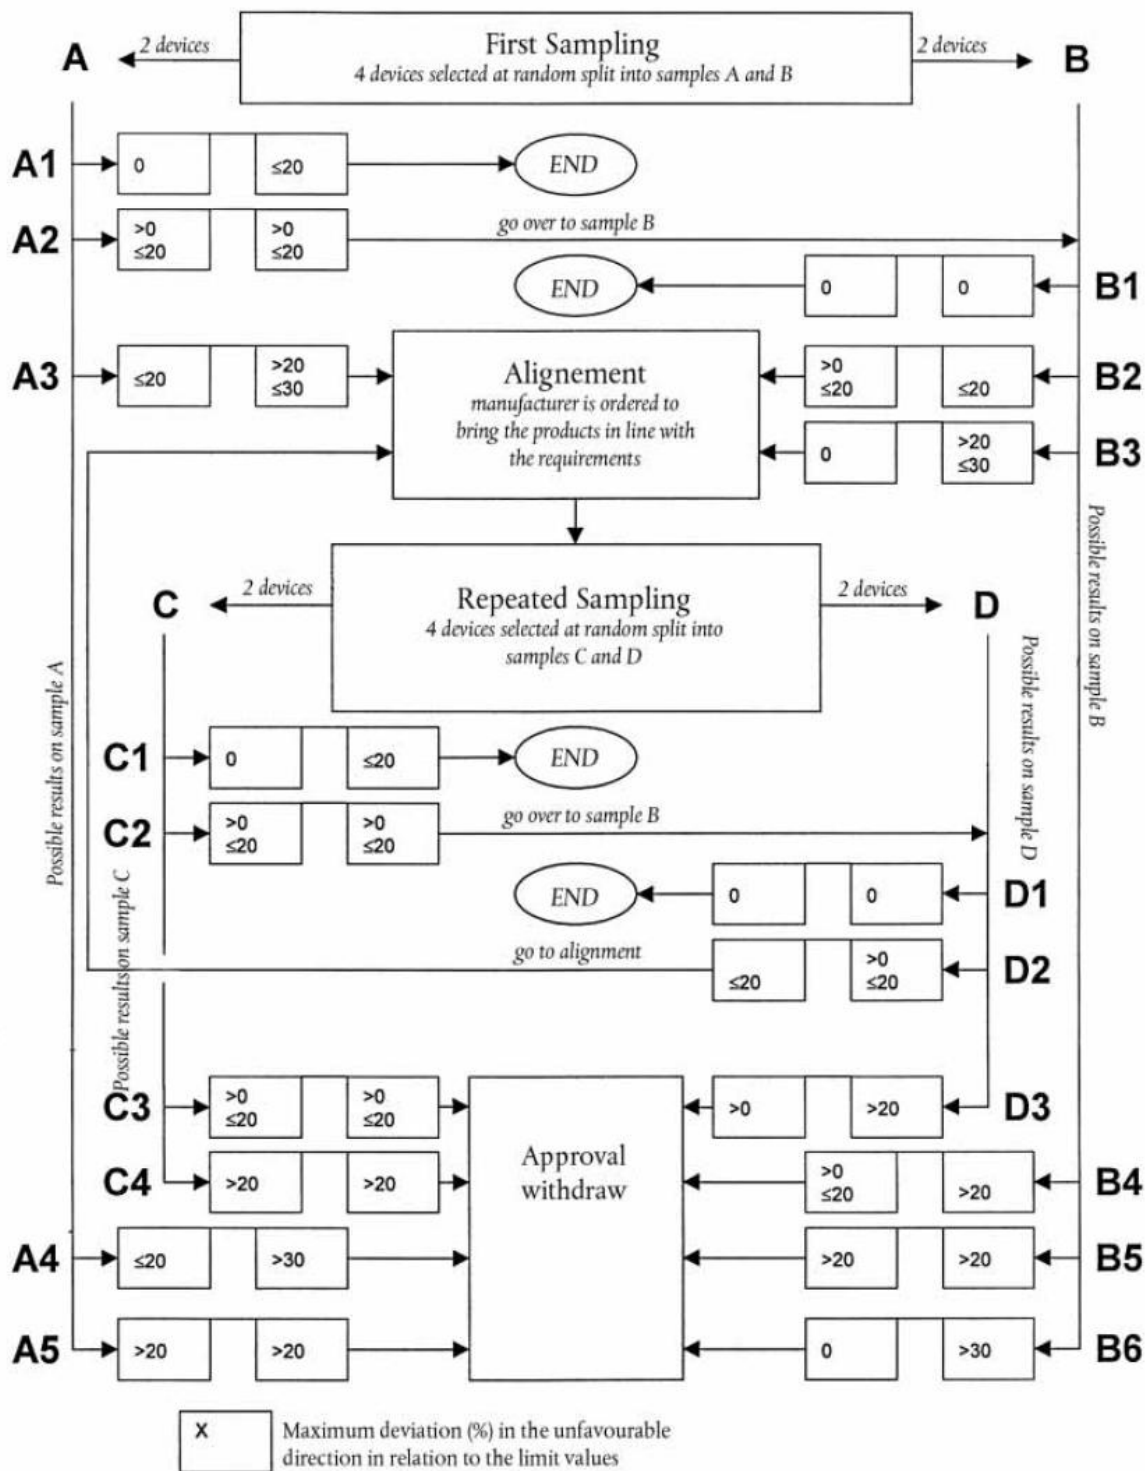 First Sampling
4 devices selected at random split into samples A and B
A
2 devices
2 devices
B
A1
0
≤20
END
A2
>0
≤20
>0
≤20
go over to sample B
END
0
0
B1
A3
≤20
>20
≤30
Alignement
manufacturer is ordered to
bring the products in line with
the requirements
>0
≤20
≤20
B2
0
>20
≤30
B3
Possible results on sample B
C
2 devices
Repeated Sampling
4 devices selected at random split into
samples C and D
2 devices
D
Possible results on sample A
Possible results on sample D
C1
0
≤20
END
C2
>0
≤20
>0
≤20
go over to sample B
Possible results on sample C
END
0
0
D1
go to alignment
≤20
>0
≤20
D2
C3
>0
≤20
>0
≤20
Approval
withdraw
>0
>20
D3
C4
>20
>20
>0
≤20
>20
B4
A4
≤20
>30
>20
>20
B5
A5
>20
>20
0
>30
B6
X
Maximum deviation (%) in the unfavourable
direction in relation to the limit values